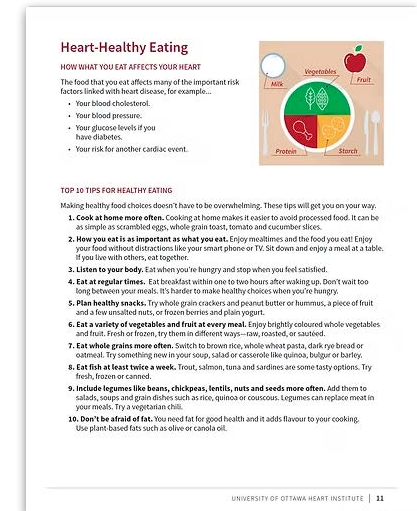 Heart-Healthy Eating
HOW WHAT YOU EAT AFFECTS YOUR HEART
The food that you eat affects many of the important risk
factors linked with heart disease, for example...
• Your blood cholesterol.
• Your blood pressure.
• Your glucose levels if you
have diabetes.
• Your risk for another cardiac event.
Milk
Vegetables
Fruit
Protein
Starch
TOP 10 TIPS FOR HEALTHY EATING
Making healthy food choices doesn't have to be overwhelming. These tips will get you on your way.
1. Cook at home more often. Cooking at home makes it easier to avoid processed food. It can be
as simple as scrambled eggs, whole grain toast, tomato and cucumber slices.
2. How you eat is as important as what you eat. Enjoy mealtimes and the food you eat! Enjoy
your food without distractions like your smart phone or TV. Sit down and enjoy a meal at a table.
If you live with others, eat together.
3. Listen to your body. Eat when you're hungry and stop when you feel satisfied.
4. Eat at regular times. Eat breakfast within one to two hours after waking up. Don't wait too
long between your meals. It's harder to make healthy choices when you're hungry.
5. Plan healthy snacks. Try whole grain crackers and peanut butter or hummus, a piece of fruit
and a few unsalted nuts, or frozen berries and plain yogurt.
6. Eat a variety of vegetables and fruit at every meal. Enjoy brightly coloured whole vegetables
and fruit. Fresh or frozen, try them in different ways—raw, roasted, or sautéed.
7. Eat whole grains more often. Switch to brown rice, whole wheat pasta, dark rye bread or
oatmeal. Try something new in your soup, salad or casserole like quinoa, bulgur or barley.
8. Eat fish at least twice a week. Trout, salmon, tuna and sardines are some tasty options. Try
fresh, frozen or canned.
9. Include legumes like beans, chickpeas, lentils, nuts and seeds more often. Add them to
salads, soups and grain dishes such as rice, quinoa or couscous. Legumes can replace meat in
your meals. Try a vegetarian chili.
10. Don't be afraid of fat. You need fat for good health and it adds flavour to your cooking.
Use plant-based fats such as olive or canola oil.
UNIVERSITY OF OTTAWA HEART INSTITUTE | 11